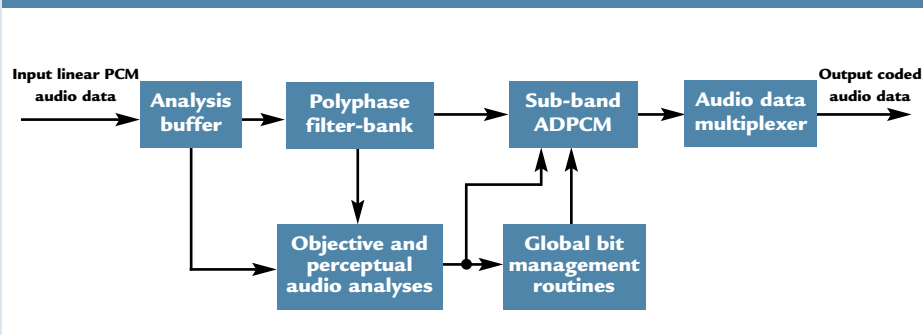 Input linear PCM
audio data
Analysis
buffer
Polyphase
filter-bank
Sub-band
ADPCM
Audio data
multiplexer
Output coded
audio data
Objective and
perceptual
audio analyses
Global bit
management
routines